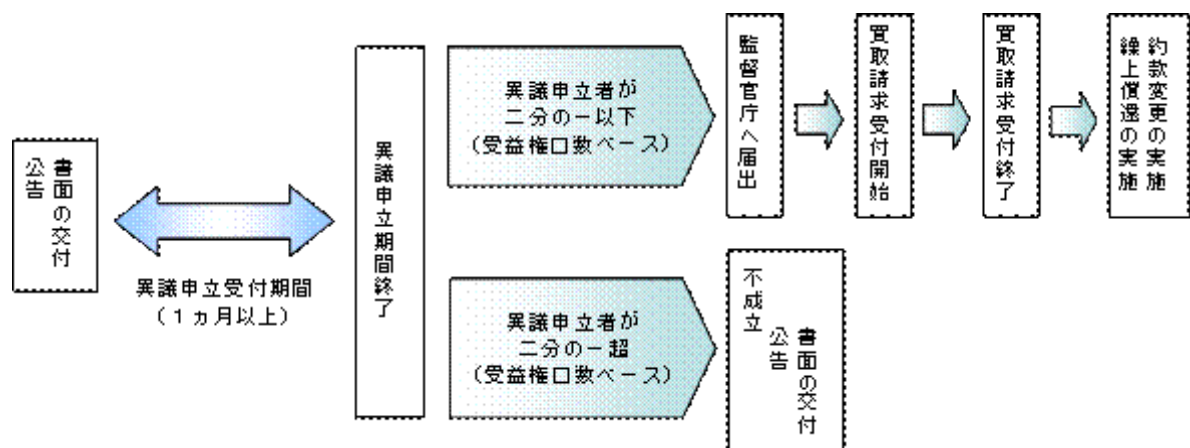 書面の交付
公告
異議申立受付期間
（１ヵ月以上）
異議申立期間終了
異議申立者が
二分の一以下
（受益権口数ベース）
監督官庁へ届出
買取請求受付開始
買取請求受付終了
約款変更の実施
繰上償還の実施
異議申立者が
二分の一超
（受益権口数ベース）
不成立
書面の交付
公告